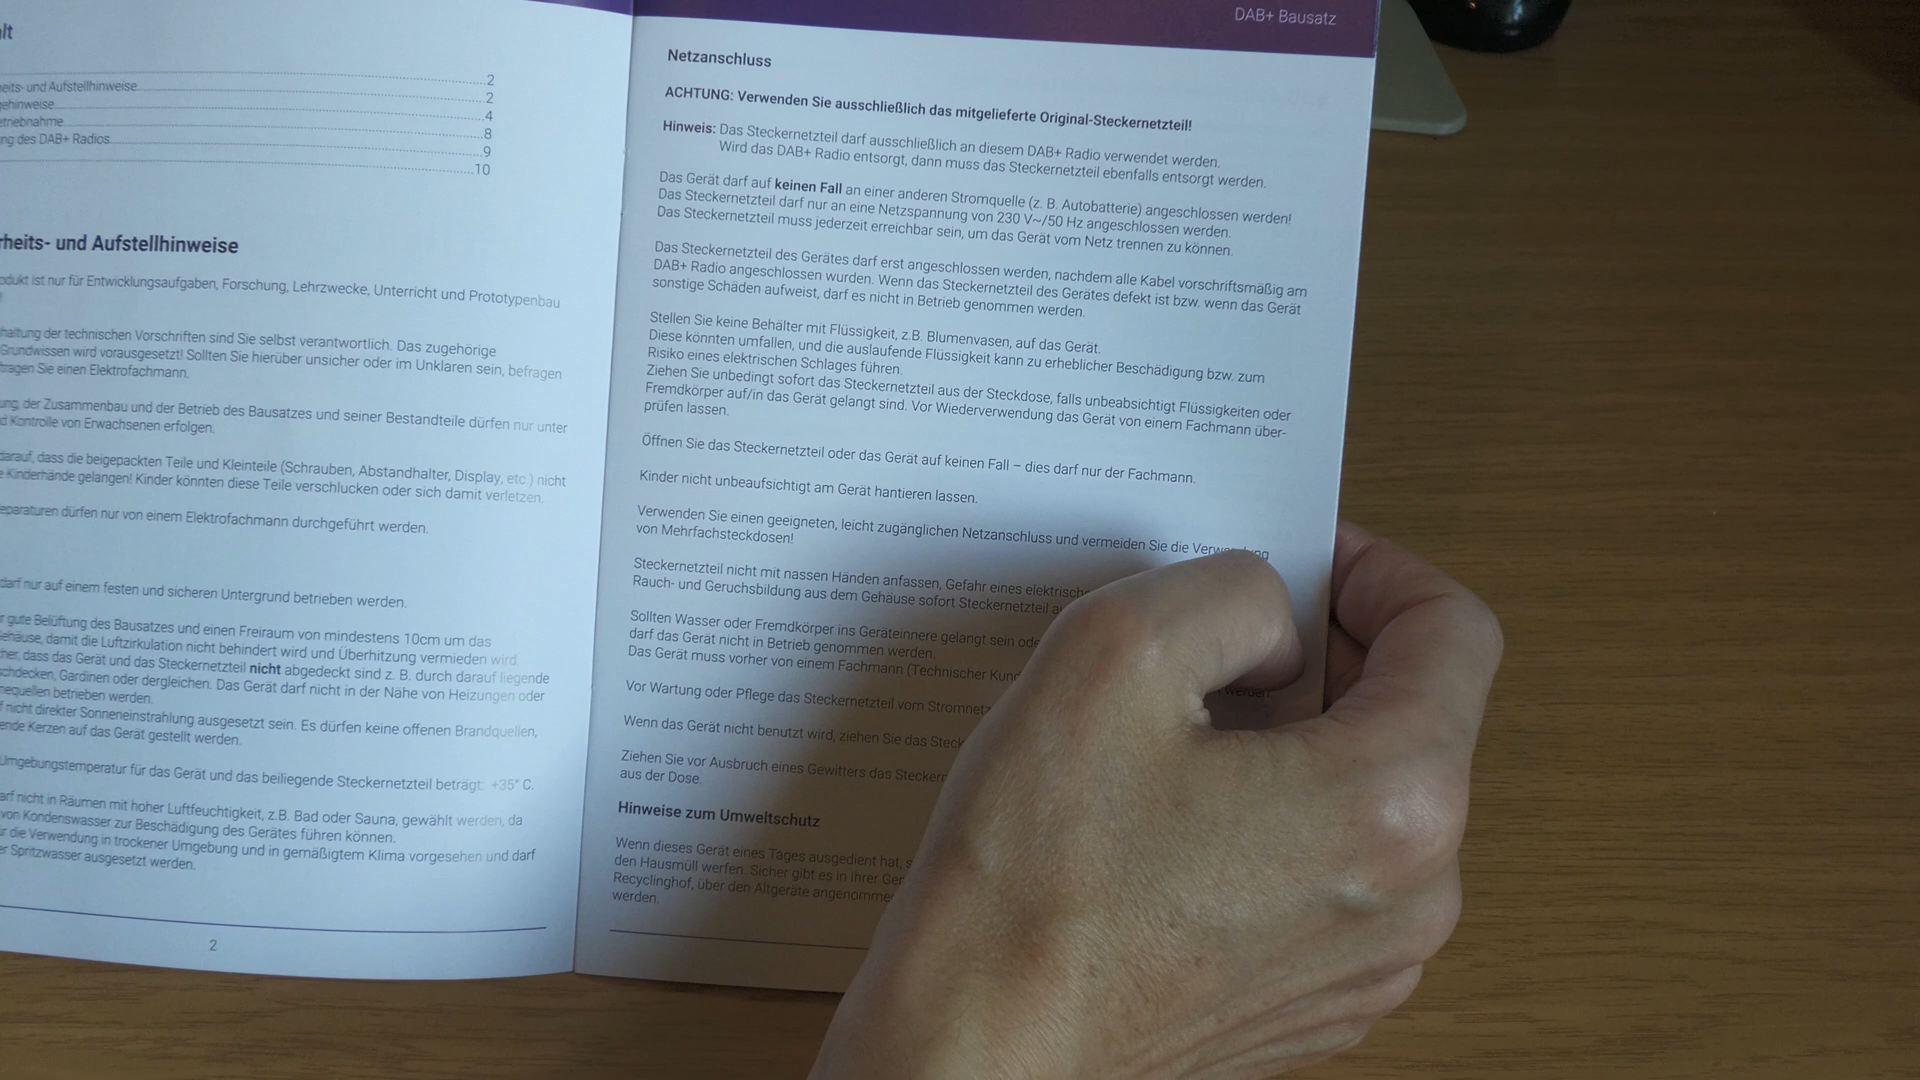 lt
2
eits- und Aufstellhinweise 2
ehinweise 4
etriebnahme 8
ng des DAB+ Radios 9
10
rheits- und Aufstellhinweise
odukt ist nur für Entwicklungsaufgaben, Forschung, Lehrzwecke, Unterricht und Prototypenbau
haltung der technischen Vorschriften sind Sie selbst verantwortlich. Das zugehörige
Grundwissen wird vorausgesetzt! Sollten Sie hierüber unsicher oder im Unklaren sein, befragen
fragen Sie einen Elektrofachmann.
ung, der Zusammenbau und der Betrieb des Bausatzes und seiner Bestandteile dürfen nur unter
d Kontrolle von Erwachsenen erfolgen.
darauf, dass die beigepackten Teile und Kleinteile (Schrauben, Abstandhalter, Display, etc.) nicht
e Kinderhände gelangen! Kinder könnten diese Teile verschlucken oder sich damit verletzen.
eparaturen dürfen nur von einem Elektrofachmann durchgeführt werden.
darf nur auf einem festen und sicheren Untergrund betrieben werden.
r gute Belüftung des Bausatzes und einen Freiraum von mindestens 10cm um das
ehäuse, damit die Luftzirkulation nicht behindert wird und Überhitzung vermieden wird.
cher, dass das Gerät und das Steckernetzteil nicht abgedeckt sind z. B. durch darauf liegende
chdecken, Gardinen oder dergleichen. Das Gerät darf nicht in der Nähe von Heizungen oder
mequellen betrieben werden.
f nicht direkter Sonneneinstrahlung ausgesetzt sein. Es dürfen keine offenen Brandquellen,
ende Kerzen auf das Gerät gestellt werden.
Umgebungstemperatur für das Gerät und das beiliegende Steckernetzteil beträgt: +35° C.
arf nicht in Räumen mit hoher Luftfeuchtigkeit, z.B. Bad oder Sauna, gewählt werden, da
von Kondenswasser zur Beschädigung des Gerätes führen können.
ür die Verwendung in trockener Umgebung und in gemäßigtem Klima vorgesehen und darf
er Spritzwasser ausgesetzt werden.
2
DAB+ Bausatz
Netzanschluss
ACHTUNG: Verwenden Sie ausschließlich das mitgelieferte Original-Steckernetzteil!
Hinweis: Das Steckernetzteil darf ausschließlich an diesem DAB+ Radio verwendet werden.
Wird das DAB+ Radio entsorgt, dann muss das Steckernetzteil ebenfalls entsorgt werden.
Das Gerät darf auf keinen Fall an einer anderen Stromquelle (z. B. Autobatterie) angeschlossen werden!
Das Steckernetzteil darf nur an eine Netzspannung von 230 V~/50 Hz angeschlossen werden.
Das Steckernetzteil muss jederzeit erreichbar sein, um das Gerät vom Netz trennen zu können.
Das Steckernetzteil des Gerätes darf erst angeschlossen werden, nachdem alle Kabel vorschriftsmäßig am
DAB+ Radio angeschlossen wurden. Wenn das Steckernetzteil des Gerätes defekt ist bzw. wenn das Gerät
sonstige Schäden aufweist, darf es nicht in Betrieb genommen werden.
Stellen Sie keine Behälter mit Flüssigkeit, z.B. Blumenvasen, auf das Gerät.
Diese könnten umfallen, und die auslaufende Flüssigkeit kann zu erheblicher Beschädigung bzw. zum
Risiko eines elektrischen Schlages führen.
Ziehen Sie unbedingt sofort das Steckernetzteil aus der Steckdose, falls unbeabsichtigt Flüssigkeiten oder
Fremdkörper auf/in das Gerät gelangt sind. Vor Wiederverwendung das Gerät von einem Fachmann über-
prüfen lassen.
Öffnen Sie das Steckernetzteil oder das Gerät auf keinen Fall – dies darf nur der Fachmann.
Kinder nicht unbeaufsichtigt am Gerät hantieren lassen.
Verwenden Sie einen geeigneten, leicht zugänglichen Netzanschluss und vermeiden Sie die Verwendung
von Mehrfachsteckdosen!
Steckernetzteil nicht mit nassen Händen anfassen, Gefahr eines elektrische
Rauch- und Geruchsbildung aus dem Gehäuse sofort Steckernetzteil a
Sollten Wasser oder Fremdkörper ins Geräteinnere gelangt sein ode
darf das Gerät nicht in Betrieb genommen werden.
Das Gerät muss vorher von einem Fachmann (Technischer Kun werden.
Vor Wartung oder Pflege das Steckernetzteil vom Stromnetz
Wenn das Gerät nicht benutzt wird, ziehen Sie das Steck
Ziehen Sie vor Ausbruch eines Gewitters das Steckern
aus der Dose.
Hinweise zum Umweltschutz
Wenn dieses Gerät eines Tages ausgedient hat, s
den Hausmüll werfen. Sicher gibt es in Ihrer Ge
Recyclinghof, über den Altgeräte angenomme
werden.